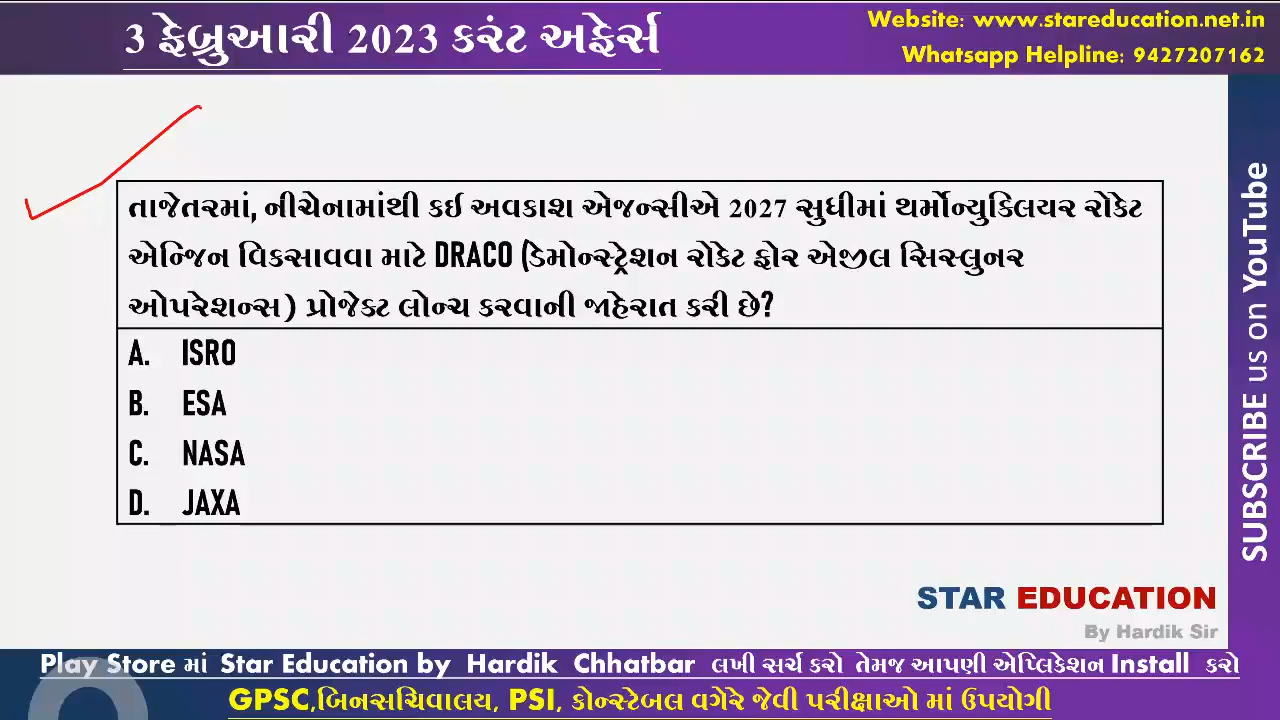 3 ફેબ્રુઆરી 2023 કરંટ અફેર્સ
Website: www.stareducation.net.in
Whatsapp Helpline: 9427207162
તાજેતરમાં, નીચેનામાંથી કઇ અવકાશ એજન્સીએ 2027 સુધીમાં થર્મોન્યુક્લિયર રોકેટ
એન્જિન વિકસાવવા માટે DRACO (ડેમોન્સ્ટ્રેશન રોકેટ ફોર એજીલ સિસ્લુનર
ઓપરેશન્સ) પ્રોજેક્ટ લોન્ચ કરવાની જાહેરાત કરી છે?
A. ISRO
B. ESA
C. NASA
D. JAXA
SUBSCRIBE us on YouTube
STAR EDUCATION
By Hardik Sir
Play Store માં Star Education by Hardik Chhatbar લખી સર્ચ કરો તેમજ આપણી એપ્લિકેશન Install કરો
GPSC,બિનસચિવાલય, PSI, કોન્સ્ટેબલ વગેરે જેવી પરીક્ષાઓ માં ઉપયોગી